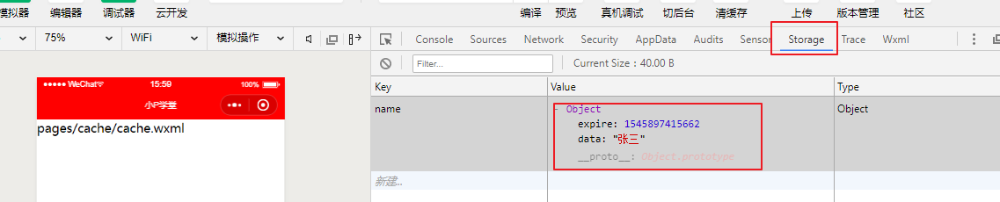 模拟器 编辑器 调试器 云开发 编译 预览 真机调试 切后台 清缓存 上传 版本管理 社区
75% WiFi 模拟操作 Console Sources Network Security AppData Audits Sensor Storage Trace Wxml
Filter... Current Size : 40.00 B
WeChat 15:59 100%
Key Value Type
小P学堂
name Object Object
expire: 1545897415662
pages/cache/cache.wxml
data: "张三"
__proto__: Object.prototype
新建...